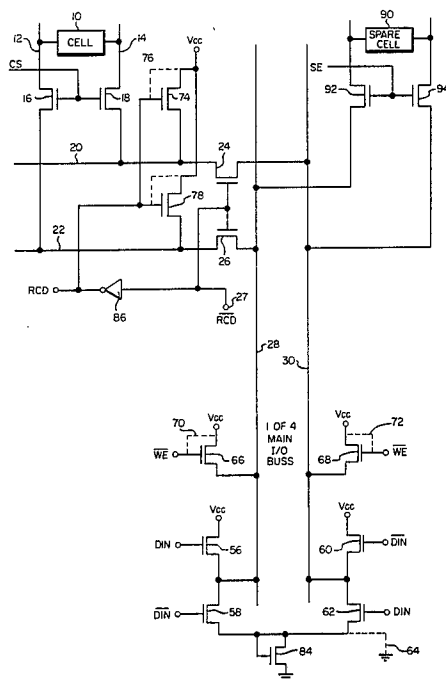 10
90
12
CELL
14
SPARE
CELL
Vcc
CS
76
SE
16
18
74
92
94
20
24
78
22
26
RCD
27
86
RCD
28
30
1 OF 4
MAIN
I/O
BUSS
70
Vcc
Vcc
72
WE
66
68
WE
Vcc
Vcc
DIN
56
60
DIN
DIN
58
62
DIN
84
64